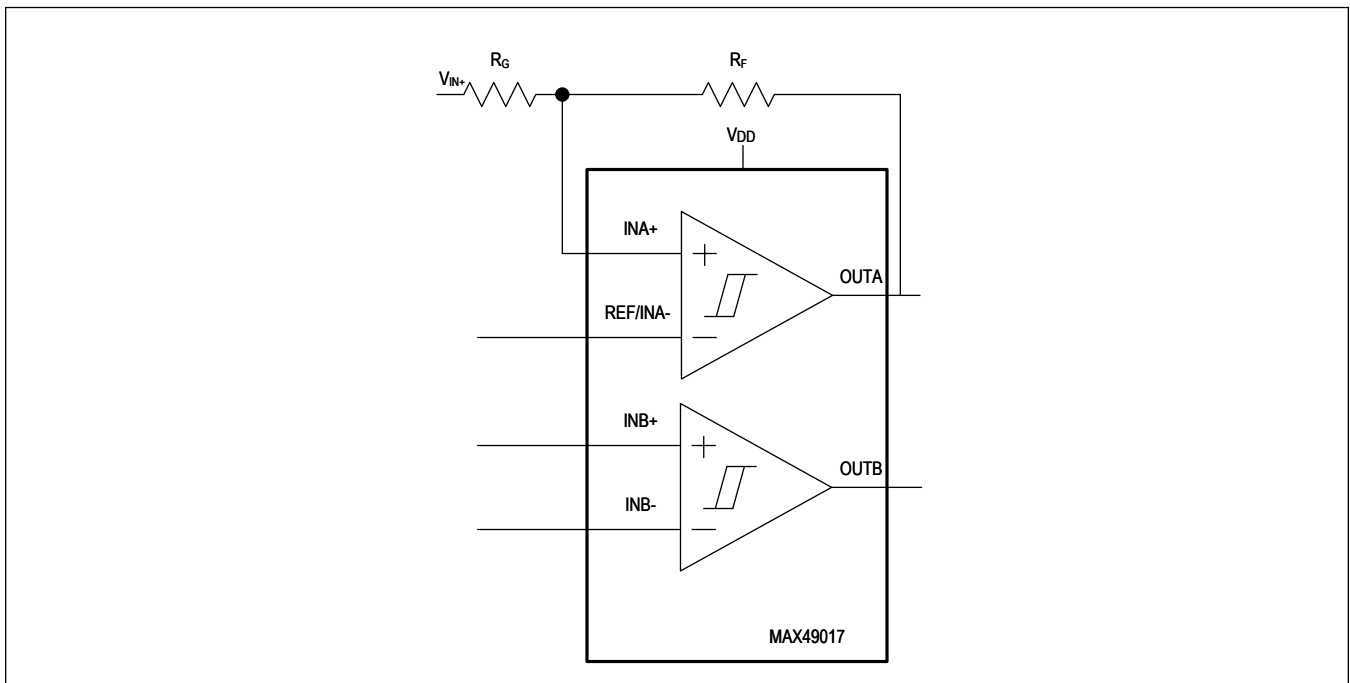 RG
RF
VIN+
VDD
INA+
OUTA
REF/INA-
INB+
OUTB
INB-
MAX49017